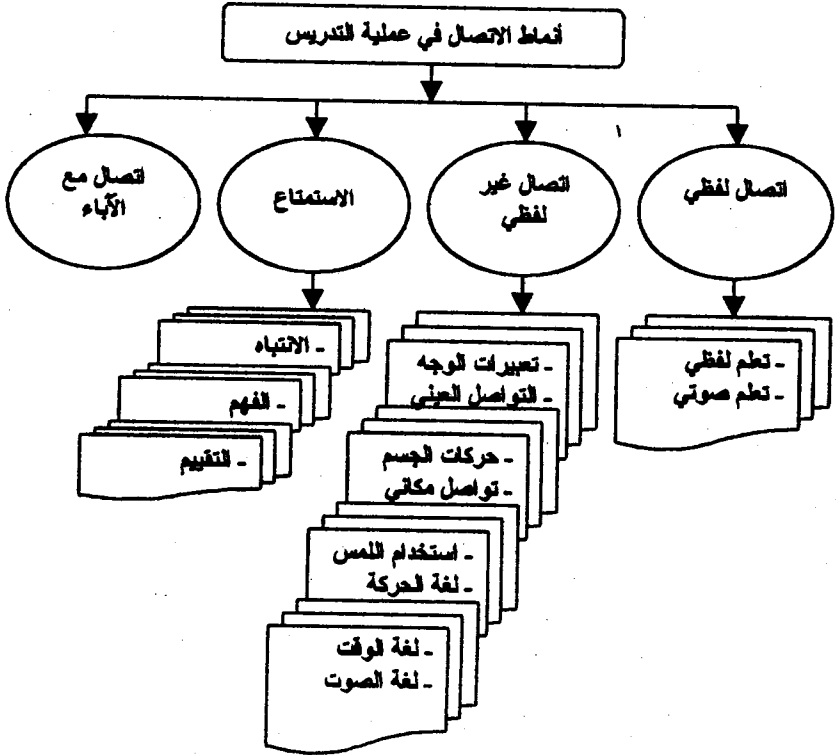 أنماط الاتصال في عملية التدريس
اتصال لفظي
اتصال غير
لفظي
الاستمتاع
اتصال مع
الآباء
- تعلم لفظي
- تعلم صوتي
- تعبيرات الوجه
- التواصل العيني
- حركات الجسم
- تواصل مكاني
- استخدام اللمس
- لغة الحركة
- لغة الوقت
- لغة الصوت
- الانتباه
- الفهم
- التقييم